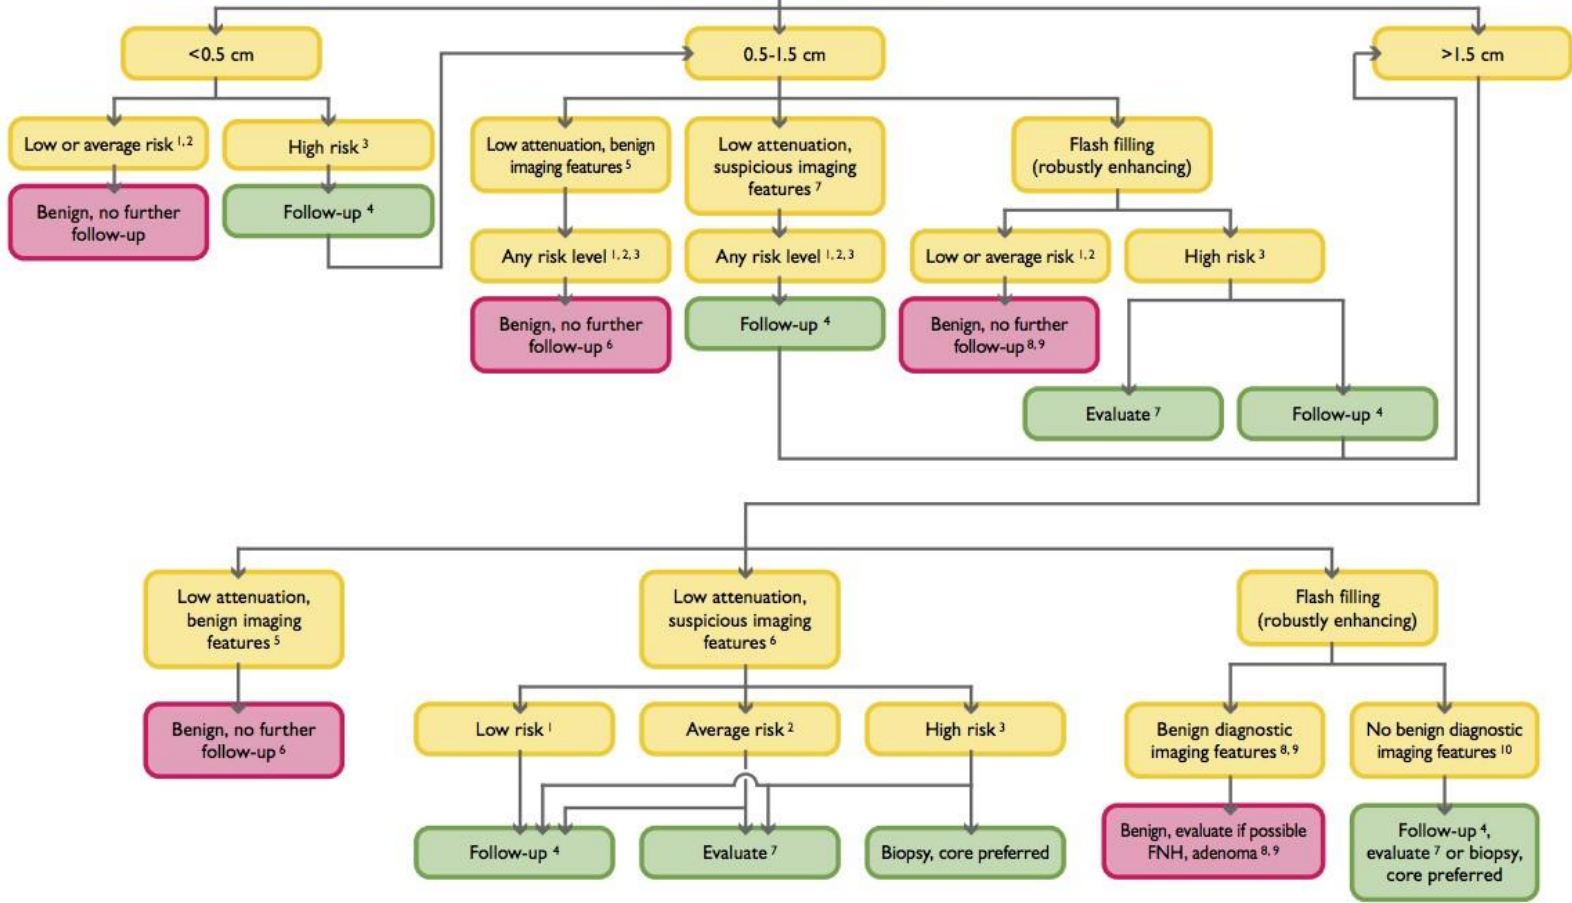 <0.5 cm
0.5-1.5 cm
>1.5 cm
Low or average risk 1, 2
High risk 3
Low attenuation, benign
imaging features 5
Low attenuation,
suspicious imaging
features 7
Flash filling
(robustly enhancing)
Benign, no further
follow-up
Follow-up 4
Any risk level 1, 2, 3
Any risk level 1, 2, 3
Low or average risk 1, 2
High risk 3
Benign, no further
follow-up 6
Follow-up 4
Benign, no further
follow-up 8, 9
Evaluate 7
Follow-up 4
Low attenuation,
benign imaging
features 5
Low attenuation,
suspicious imaging
features 6
Flash filling
(robustly enhancing)
Benign, no further
follow-up 6
Low risk 1
Average risk 2
High risk 3
Benign diagnostic
imaging features 8, 9
No benign diagnostic
imaging features 10
Follow-up 4
Evaluate 7
Biopsy, core preferred
Benign, evaluate if possible
FNH, adenoma 8, 9
Follow-up 4,
evaluate 7 or biopsy,
core preferred